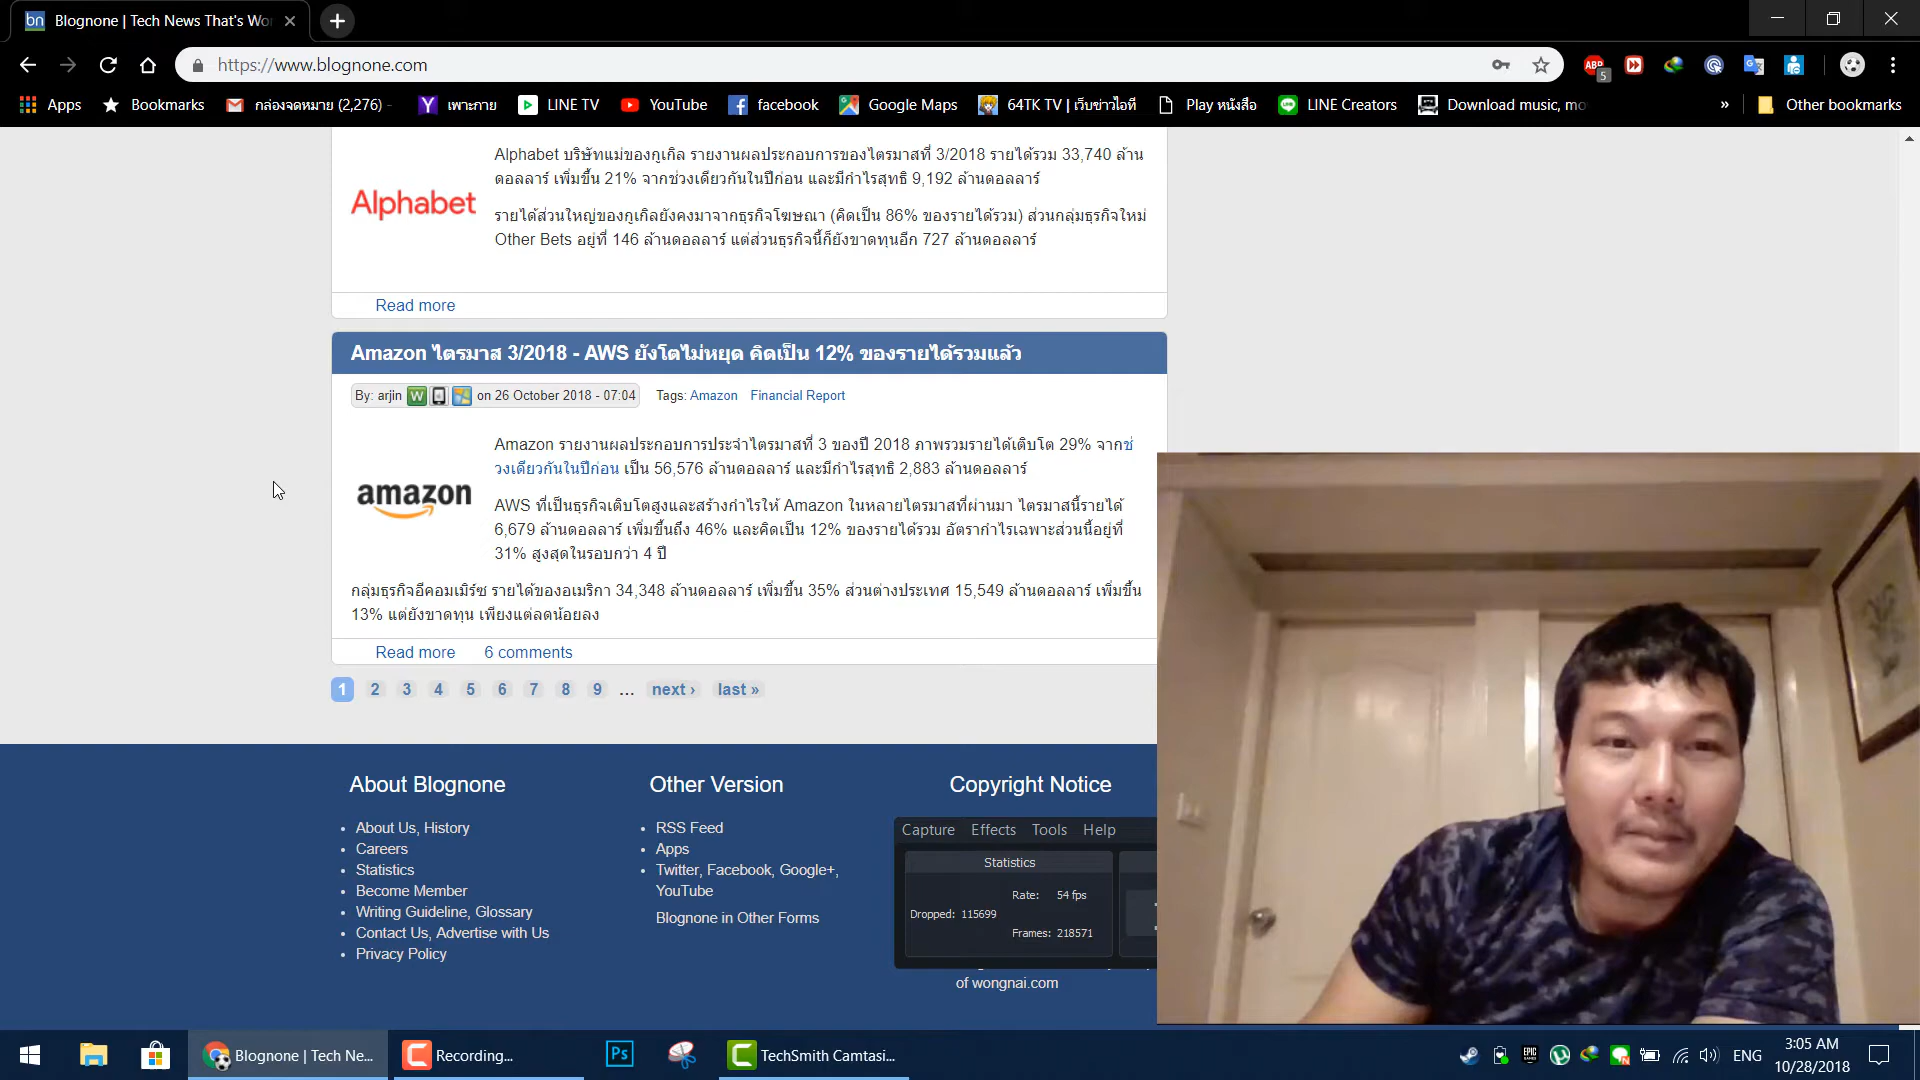 bn Blognone | Tech News That's Wo
https://www.blognone.com
ABP 5
Apps Bookmarks กล่องจดหมาย (2,276) - เพาะกาย LINE TV YouTube facebook Google Maps 64TK TV | เว็บข่าวไอที Play หนังสือ LINE Creators Download music, mo » Other bookmarks
Alphabet
Alphabet บริษัทแม่ของกูเกิล รายงานผลประกอบการของไตรมาสที่ 3/2018 รายได้รวม 33,740 ล้าน
ดอลลาร์ เพิ่มขึ้น 21% จากช่วงเดียวกันในปีก่อน และมีกำไรสุทธิ 9,192 ล้านดอลลาร์
รายได้ส่วนใหญ่ของกูเกิลยังคงมาจากธุรกิจโฆษณา (คิดเป็น 86% ของรายได้รวม) ส่วนกลุ่มธุรกิจใหม่
Other Bets อยู่ที่ 146 ล้านดอลลาร์ แต่ส่วนธุรกิจนี้ก็ยังขาดทุนอีก 727 ล้านดอลลาร์
Read more
Amazon ไตรมาส 3/2018 - AWS ยังโตไม่หยุด คิดเป็น 12% ของรายได้รวมแล้ว
By: arjin W on 26 October 2018 - 07:04 Tags: Amazon Financial Report
amazon
Amazon รายงานผลประกอบการประจำไตรมาสที่ 3 ของปี 2018 ภาพรวมรายได้เติบโต 29% จากช่
วงเดียวกันในปีก่อน เป็น 56,576 ล้านดอลลาร์ และมีกำไรสุทธิ 2,883 ล้านดอลลาร์
AWS ที่เป็นธุรกิจเติบโตสูงและสร้างกำไรให้ Amazon ในหลายไตรมาสที่ผ่านมา ไตรมาสนี้รายได้
6,679 ล้านดอลลาร์ เพิ่มขึ้นถึง 46% และคิดเป็น 12% ของรายได้รวม อัตรากำไรเฉพาะส่วนนี้อยู่ที่
31% สูงสุดในรอบกว่า 4 ปี
กลุ่มธุรกิจอีคอมเมิร์ซ รายได้ของอเมริกา 34,348 ล้านดอลลาร์ เพิ่มขึ้น 35% ส่วนต่างประเทศ 15,549 ล้านดอลลาร์ เพิ่มขึ้น
13% แต่ยังขาดทุน เพียงแต่ลดน้อยลง
Read more 6 comments
1 2 3 4 5 6 7 8 9 … next › last »
About Blognone
About Us, History
Careers
Statistics
Become Member
Writing Guideline, Glossary
Contact Us, Advertise with Us
Privacy Policy
Other Version
RSS Feed
Apps
Twitter, Facebook, Google+,
YouTube
Blognone in Other Forms
Copyright Notice
Capture Effects Tools Help
Statistics
Rate: 54 fps
Dropped: 115699
Frames: 218571
of wongnai.com
Blognone | Tech Ne... Recording... Ps TechSmith Camtasi... ENG
3:05 AM
10/28/2018